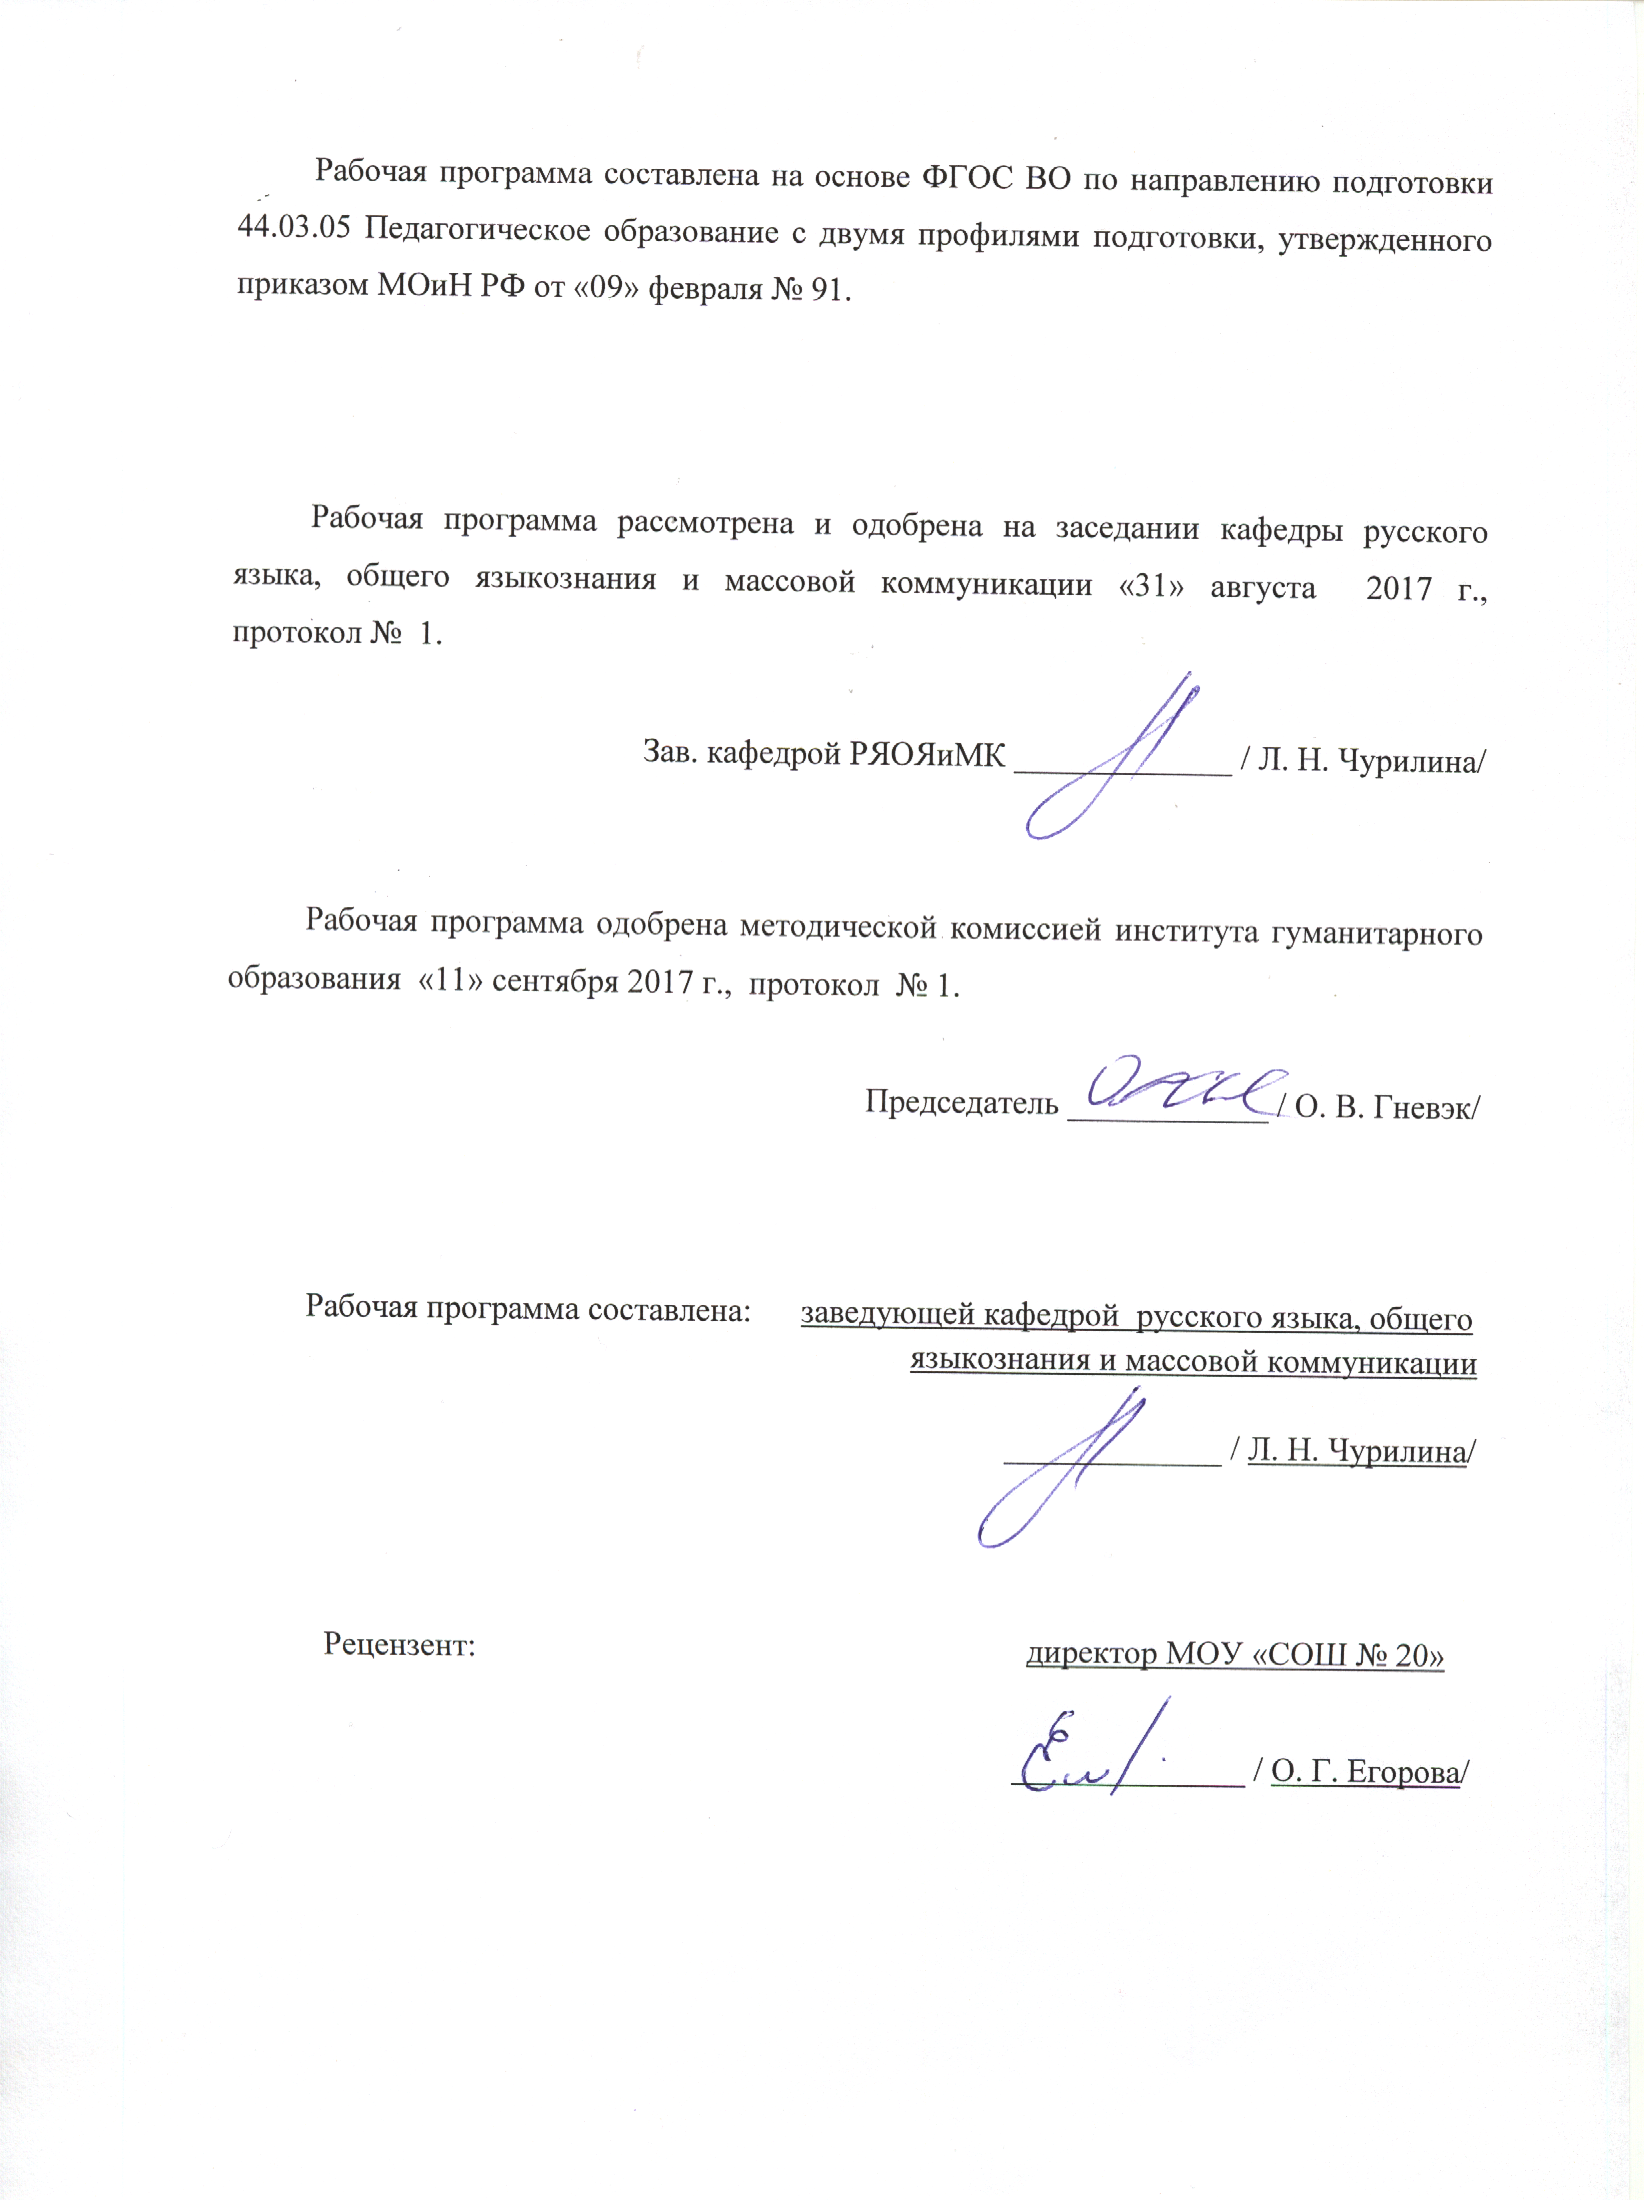 Рабочая программа составлена на основе ФГОС ВО по направлению подготовки
44.03.05 Педагогическое образование с двумя профилями подготовки, утвержденного
приказом МОиН РФ от «09» февраля № 91.
Рабочая программа рассмотрена и одобрена на заседании кафедры русского
языка, общего языкознания и массовой коммуникации «31» августа 2017 г.,
протокол № 1.
Зав. кафедрой РЯОЯиМК _____________ / Л. Н. Чурилина/
Рабочая программа одобрена методической комиссией института гуманитарного
образования «11» сентября 2017 г., протокол № 1.
Председатель ____________ / О. В. Гневэк/
Рабочая программа составлена: заведующей кафедрой русского языка, общего
языкознания и массовой коммуникации
_____________ / Л. Н. Чурилина/
Рецензент: директор МОУ «СОШ № 20»
______________ / О. Г. Егорова/